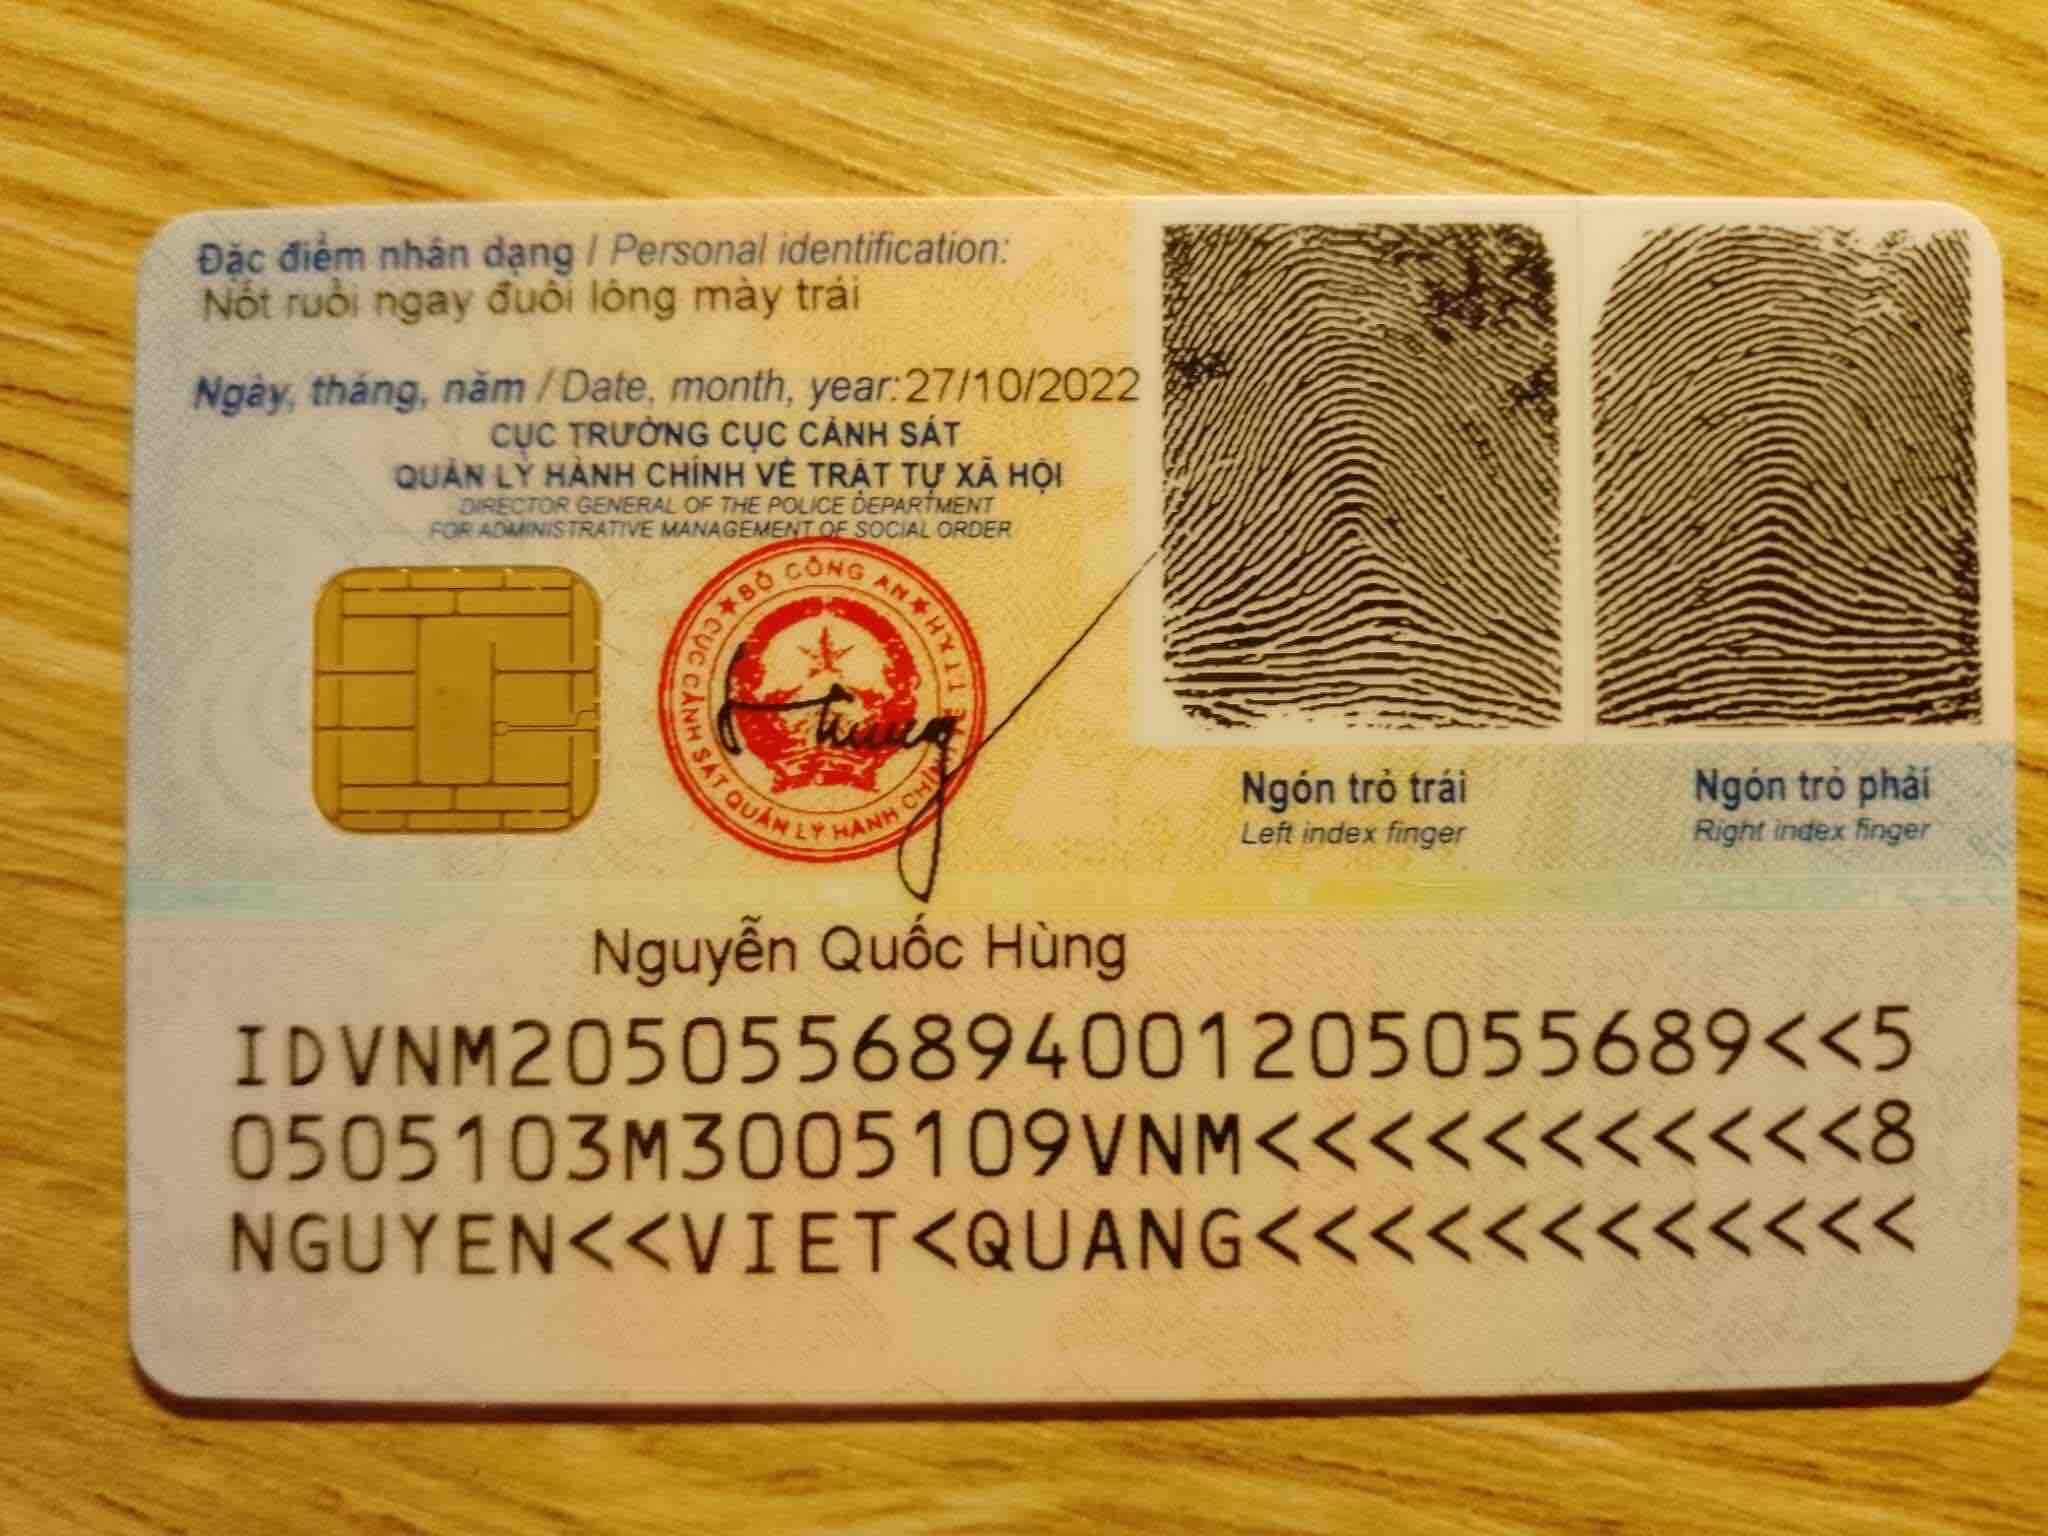 Đặc điểm nhân dạng / Personal identification:
Nốt ruồi ngay đuôi lông mày trái
Ngày, tháng, năm / Date, month, year: 27/10/2022
CỤC TRƯỞNG CỤC CẢNH SÁT
QUẢN LÝ HÀNH CHÍNH VỀ TRẬT TỰ XÃ HỘI
DIRECTOR GENERAL OF THE POLICE DEPARTMENT
FOR ADMINISTRATIVE MANAGEMENT OF SOCIAL ORDER
★ BỘ CÔNG AN ★
CỤC CẢNH SÁT QUẢN LÝ HÀNH CHÍNH VỀ TTXH
Hùng
Ngón trỏ trái
Left index finger
Ngón trỏ phải
Right index finger
Nguyễn Quốc Hùng
IDVNM2050556894001205055689<<5
0505103M3005109VNM<<<<<<<<<<<8
NGUYEN<<VIET<QUANG<<<<<<<<<<<<